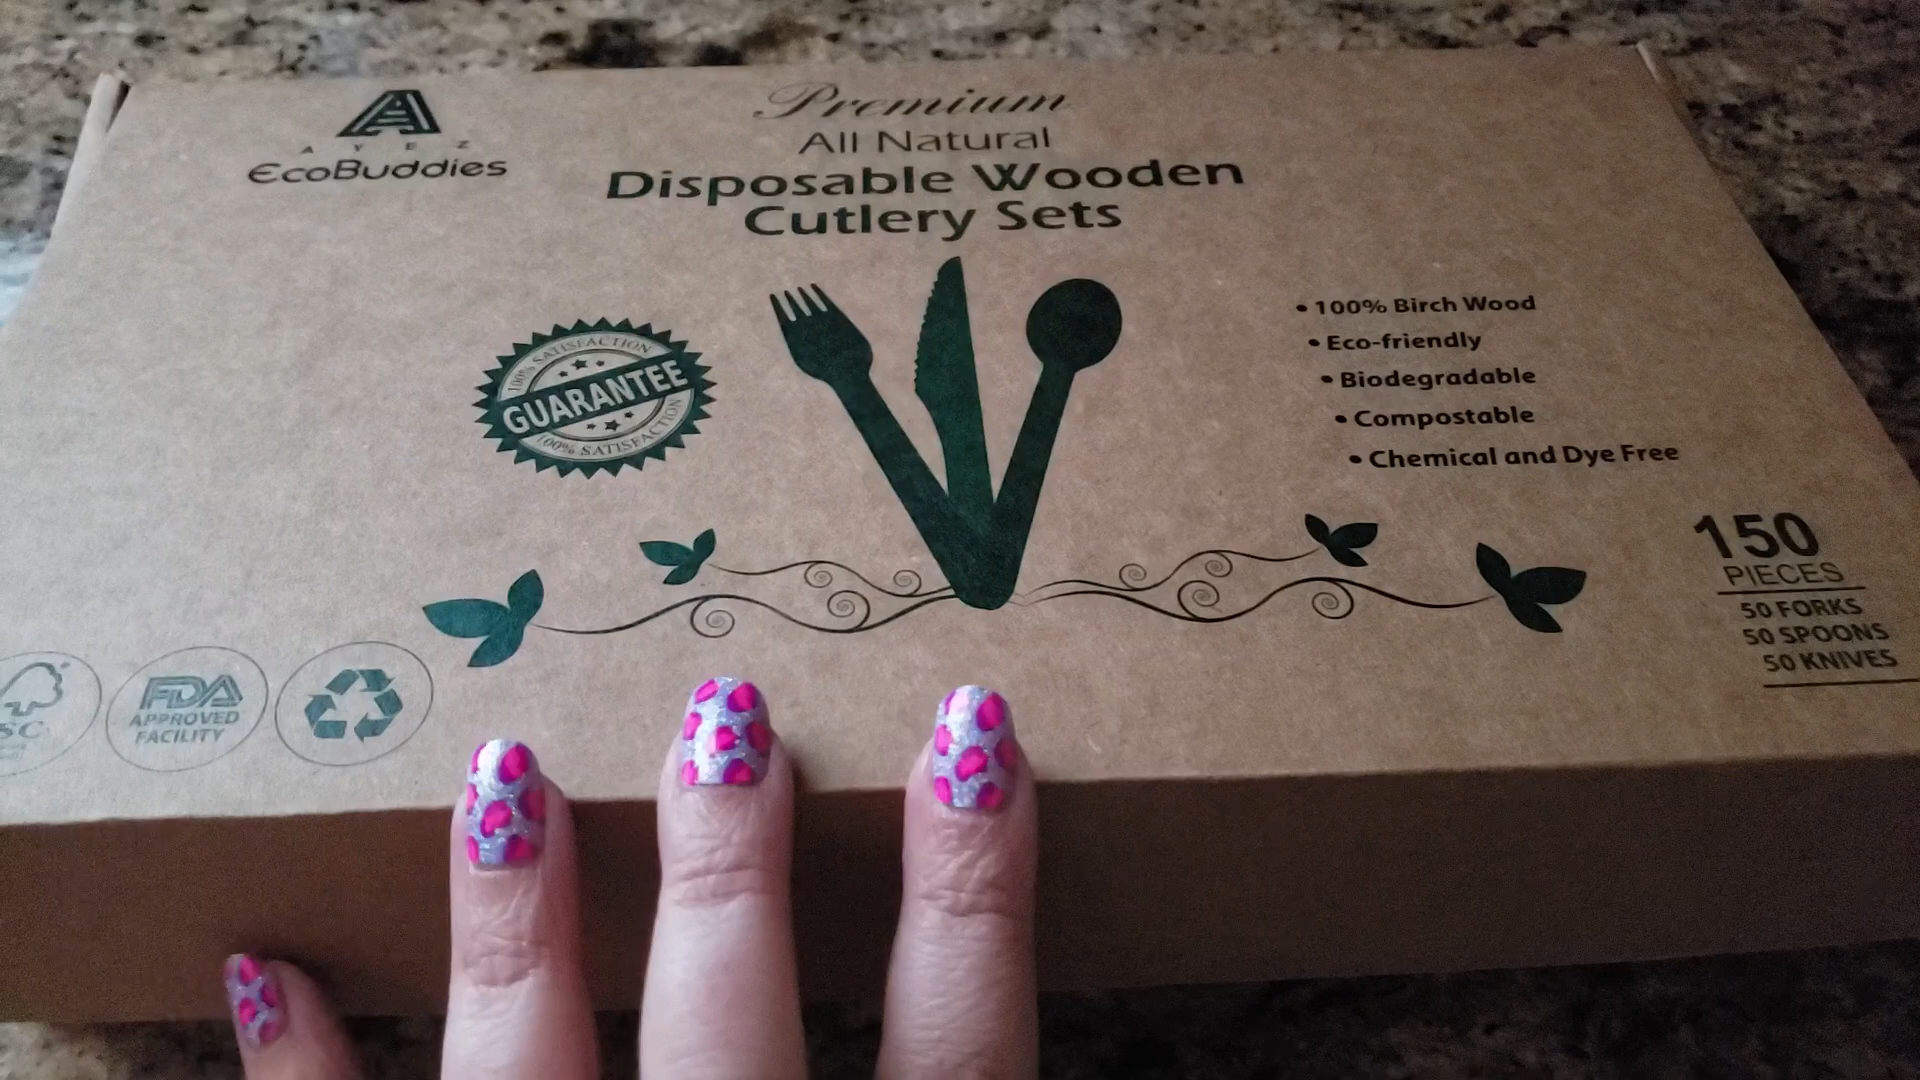 AYEZ
EcoBuddies
Premium
All Natural
Disposable Wooden
Cutlery Sets
100% SATISFACTION
GUARANTEE
100% SATISFACTION
• 100% Birch Wood
• Eco-friendly
• Biodegradable
• Compostable
• Chemical and Dye Free
150
PIECES
50 FORKS
50 SPOONS
50 KNIVES
SC
FDA
APPROVED
FACILITY